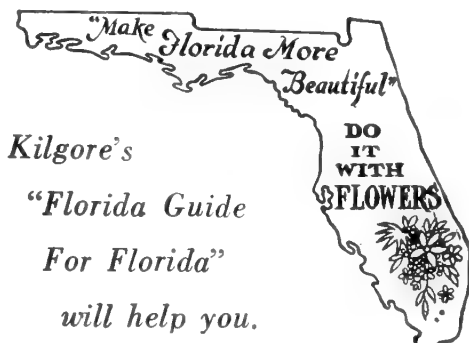 "Make Florida More
Beautiful"
DO
IT
WITH
FLOWERS
Kilgore's
"Florida Guide
For Florida"
will help you.